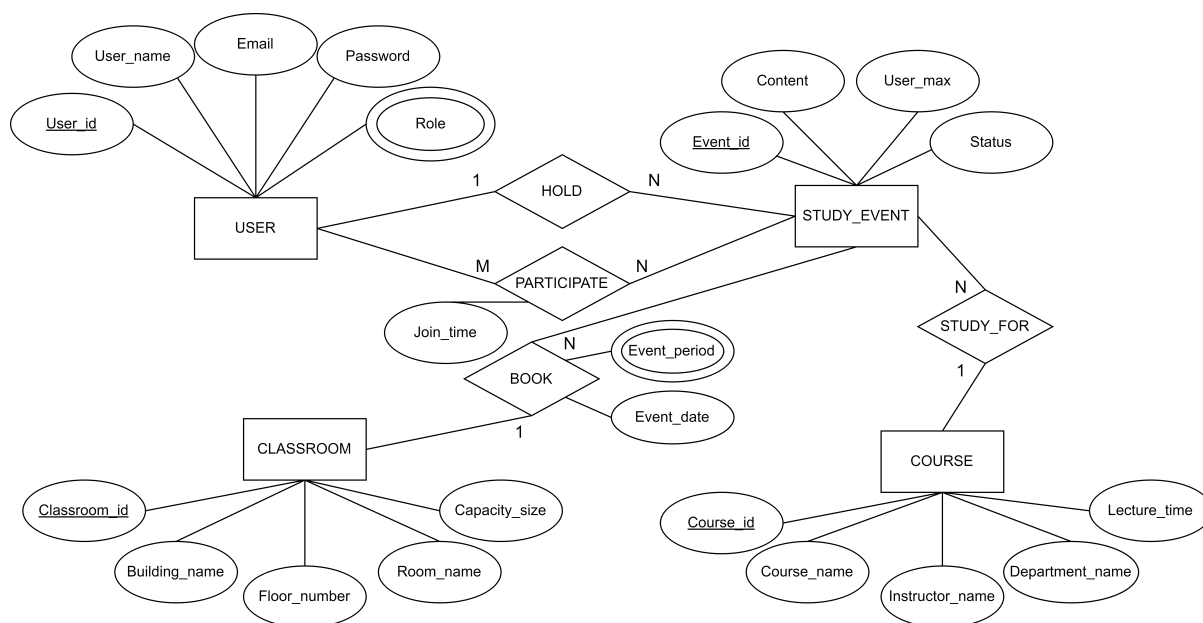 Email
User_name
Password
User_id
Role
Content
User_max
Event_id
Status
1
HOLD
N
USER
STUDY_EVENT
M
PARTICIPATE
N
Join_time
N
STUDY_FOR
1
N
Event_period
BOOK
Event_date
1
CLASSROOM
COURSE
Classroom_id
Capacity_size
Building_name
Floor_number
Room_name
Course_id
Lecture_time
Course_name
Instructor_name
Department_name